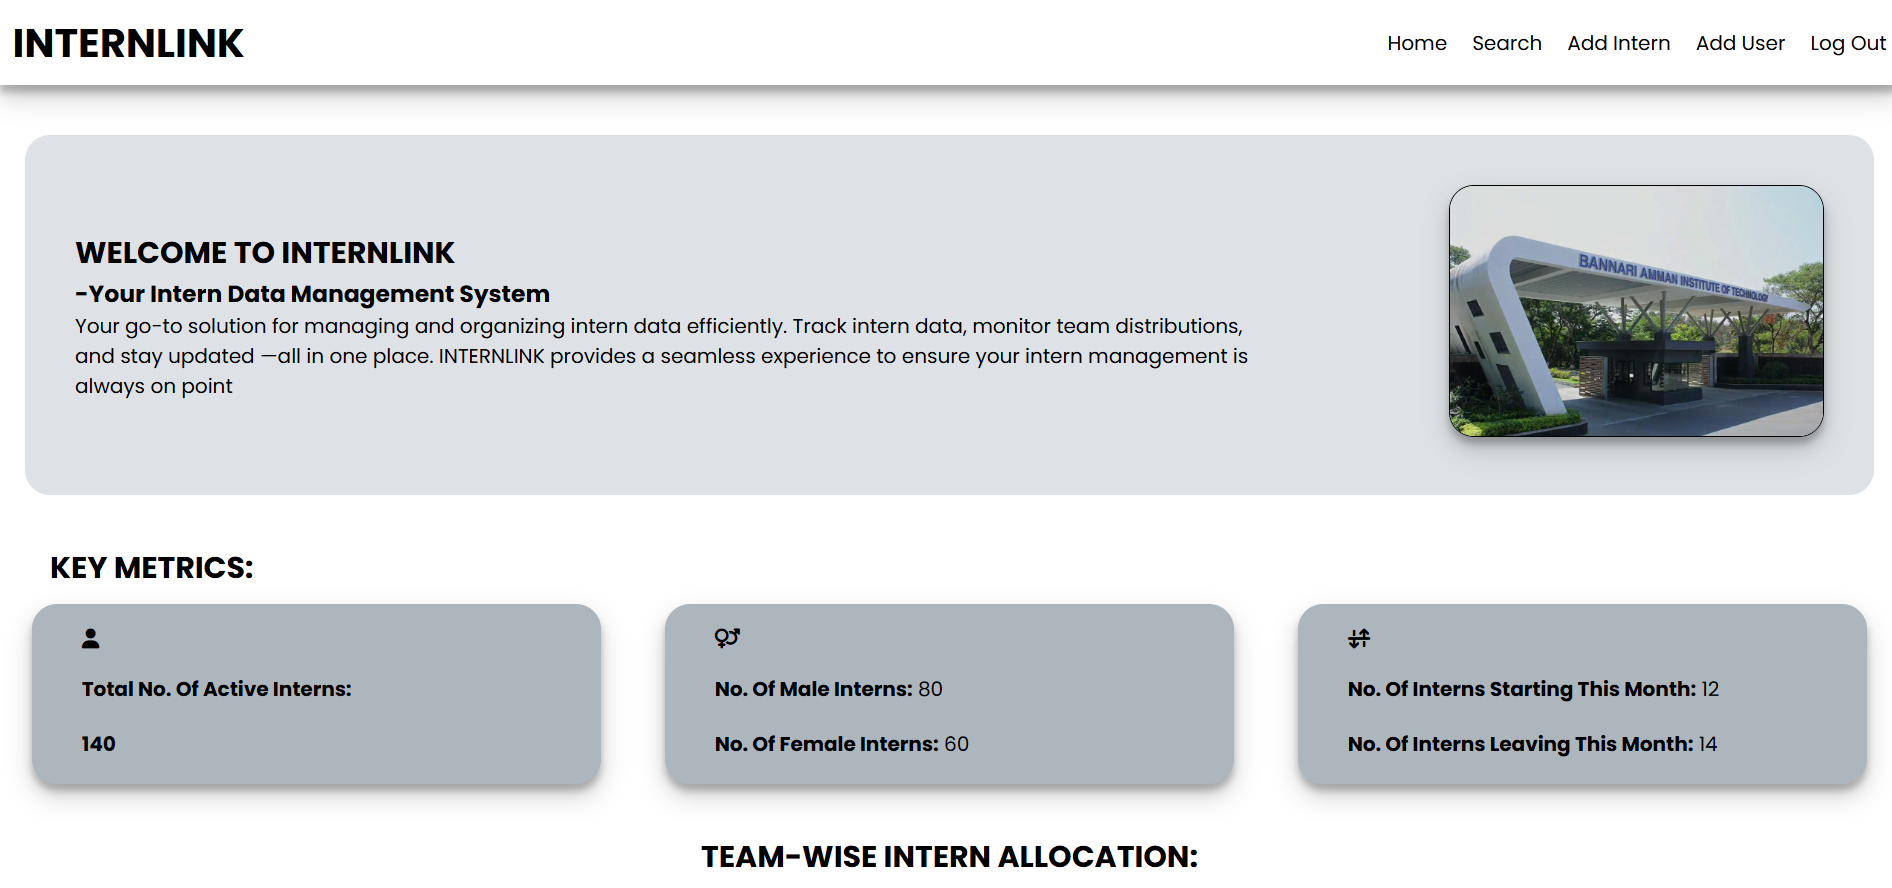 INTERNLINK
Home Search Add Intern Add User Log Out
WELCOME TO INTERNLINK
-Your Intern Data Management System
Your go-to solution for managing and organizing intern data efficiently. Track intern data, monitor team distributions,
and stay updated —all in one place. INTERNLINK provides a seamless experience to ensure your intern management is
always on point
BANNARI AMMAN INSTITUTE OF TECHNOLOGY
KEY METRICS:
Total No. Of Active Interns:
140
No. Of Male Interns: 80
No. Of Female Interns: 60
No. Of Interns Starting This Month: 12
No. Of Interns Leaving This Month: 14
TEAM-WISE INTERN ALLOCATION: